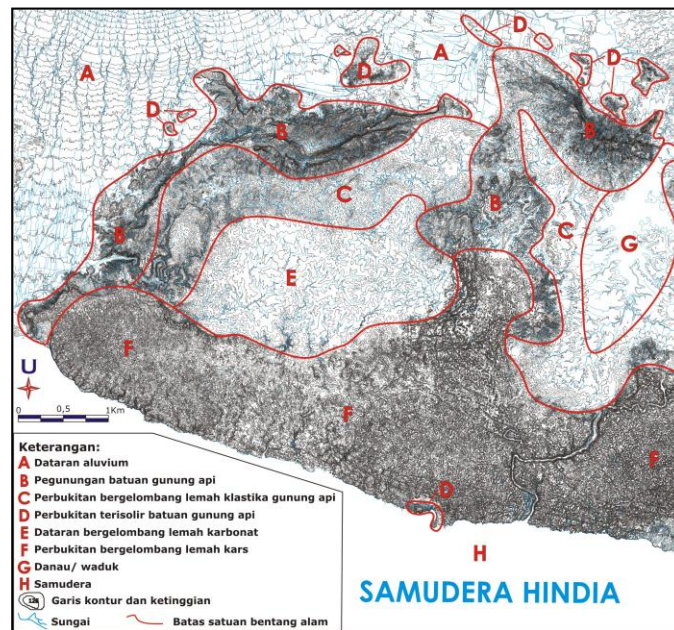 D
A
A
D
D
D
B
B
C
B
C
G
B
E
F
F
F
D
H
U
0 0,5 1Km
SAMUDERA HINDIA
Keterangan:
A Dataran aluvium
B Pegunungan batuan gunung api
C Perbukitan bergelombang lemah klastika gunung api
D Perbukitan terisolir batuan gunung api
E Dataran bergelombang lemah karbonat
F Perbukitan bergelombang lemah kars
G Danau/ waduk
H Samudera
Garis kontur dan ketinggian
Sungai Batas satuan bentang alam